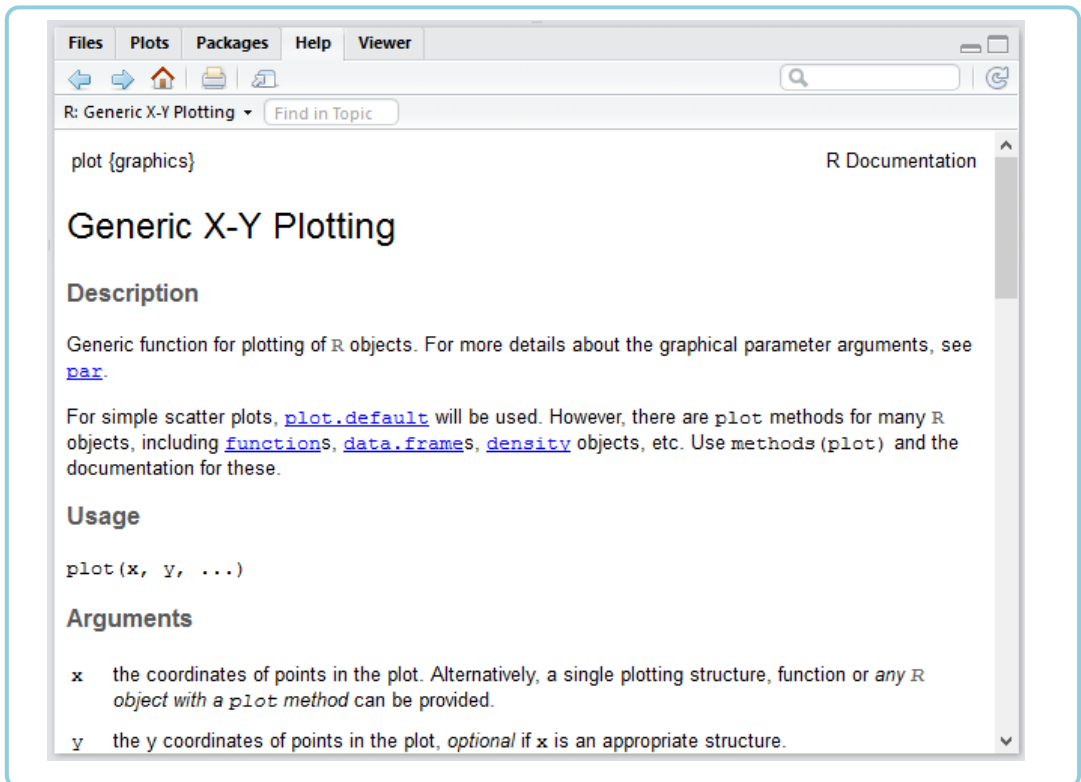 Files Plots Packages Help Viewer
R: Generic X-Y Plotting Find in Topic
plot {graphics} R Documentation
Generic X-Y Plotting
Description
Generic function for plotting of R objects. For more details about the graphical parameter arguments, see
par.
For simple scatter plots, plot.default will be used. However, there are plot methods for many R
objects, including functions, data.frames, density objects, etc. Use methods(plot) and the
documentation for these.
Usage
plot(x, y, ...)
Arguments
x the coordinates of points in the plot. Alternatively, a single plotting structure, function or any R
object with a plot method can be provided.
y the y coordinates of points in the plot, optional if x is an appropriate structure.